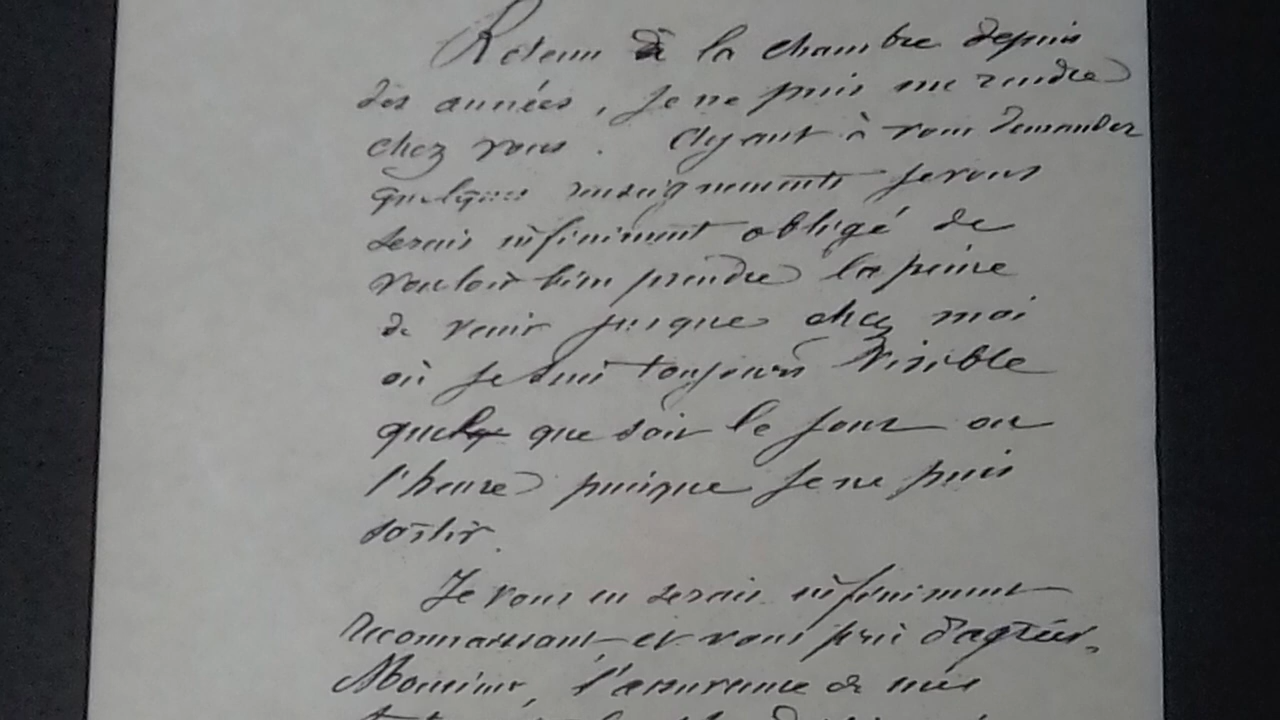 Retenu à la chambre depuis
des années, je ne puis me rendre
chez vous. Ayant à vous demander
quelques renseignements je vous
serais infiniment obligé de
vouloir bien prendre la peine
de venir jusque chez moi
où je suis toujours visible
quel que soit le jour ou
l'heure puisque je ne puis
sortir.
Je vous en serais infiniment
reconnaissant, et vous prie d'agréer,
Monsieur, l'assurance de mes